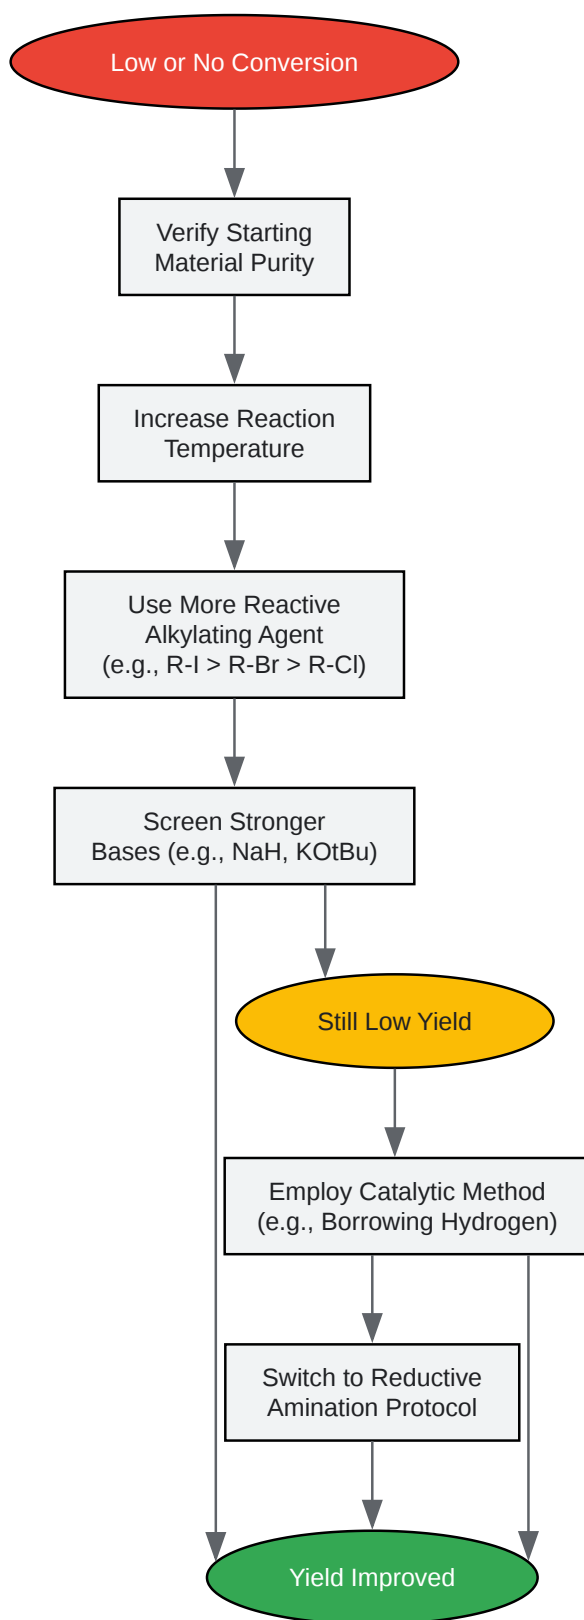 Low or No Conversion
Verify Starting
Material Purity
Increase Reaction
Temperature
Use More Reactive
Alkylating Agent
(e.g., R-I > R-Br > R-Cl)
Screen Stronger
Bases (e.g., NaH, KOtBu)
Still Low Yield
Employ Catalytic Method
(e.g., Borrowing Hydrogen)
Switch to Reductive
Amination Protocol
Yield Improved